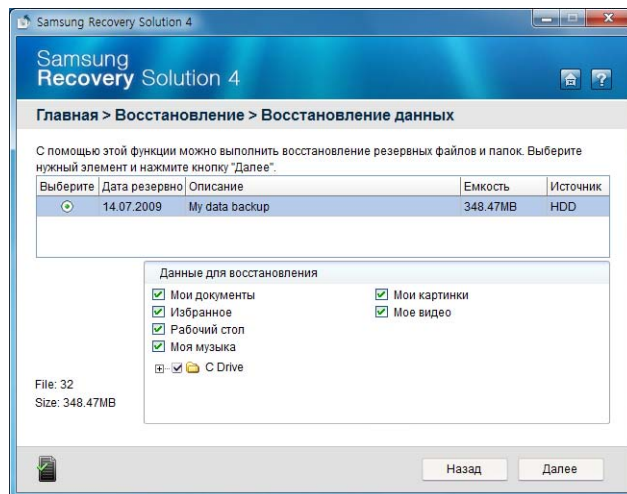 Samsung Recovery Solution 4
Samsung
Recovery Solution 4
Главная > Восстановление > Восстановление данных
С помощью этой функции можно выполнить восстановление резервных файлов и папок. Выберите
нужный элемент и нажмите кнопку "Далее".
Выберите Дата резервно Описание Емкость Источник
14.07.2009 My data backup 348.47MB HDD
Данные для восстановления
Мои документы Мои картинки
Избранное Мое видео
Рабочий стол
Моя музыка
C Drive
File: 32
Size: 348.47MB
Назад Далее